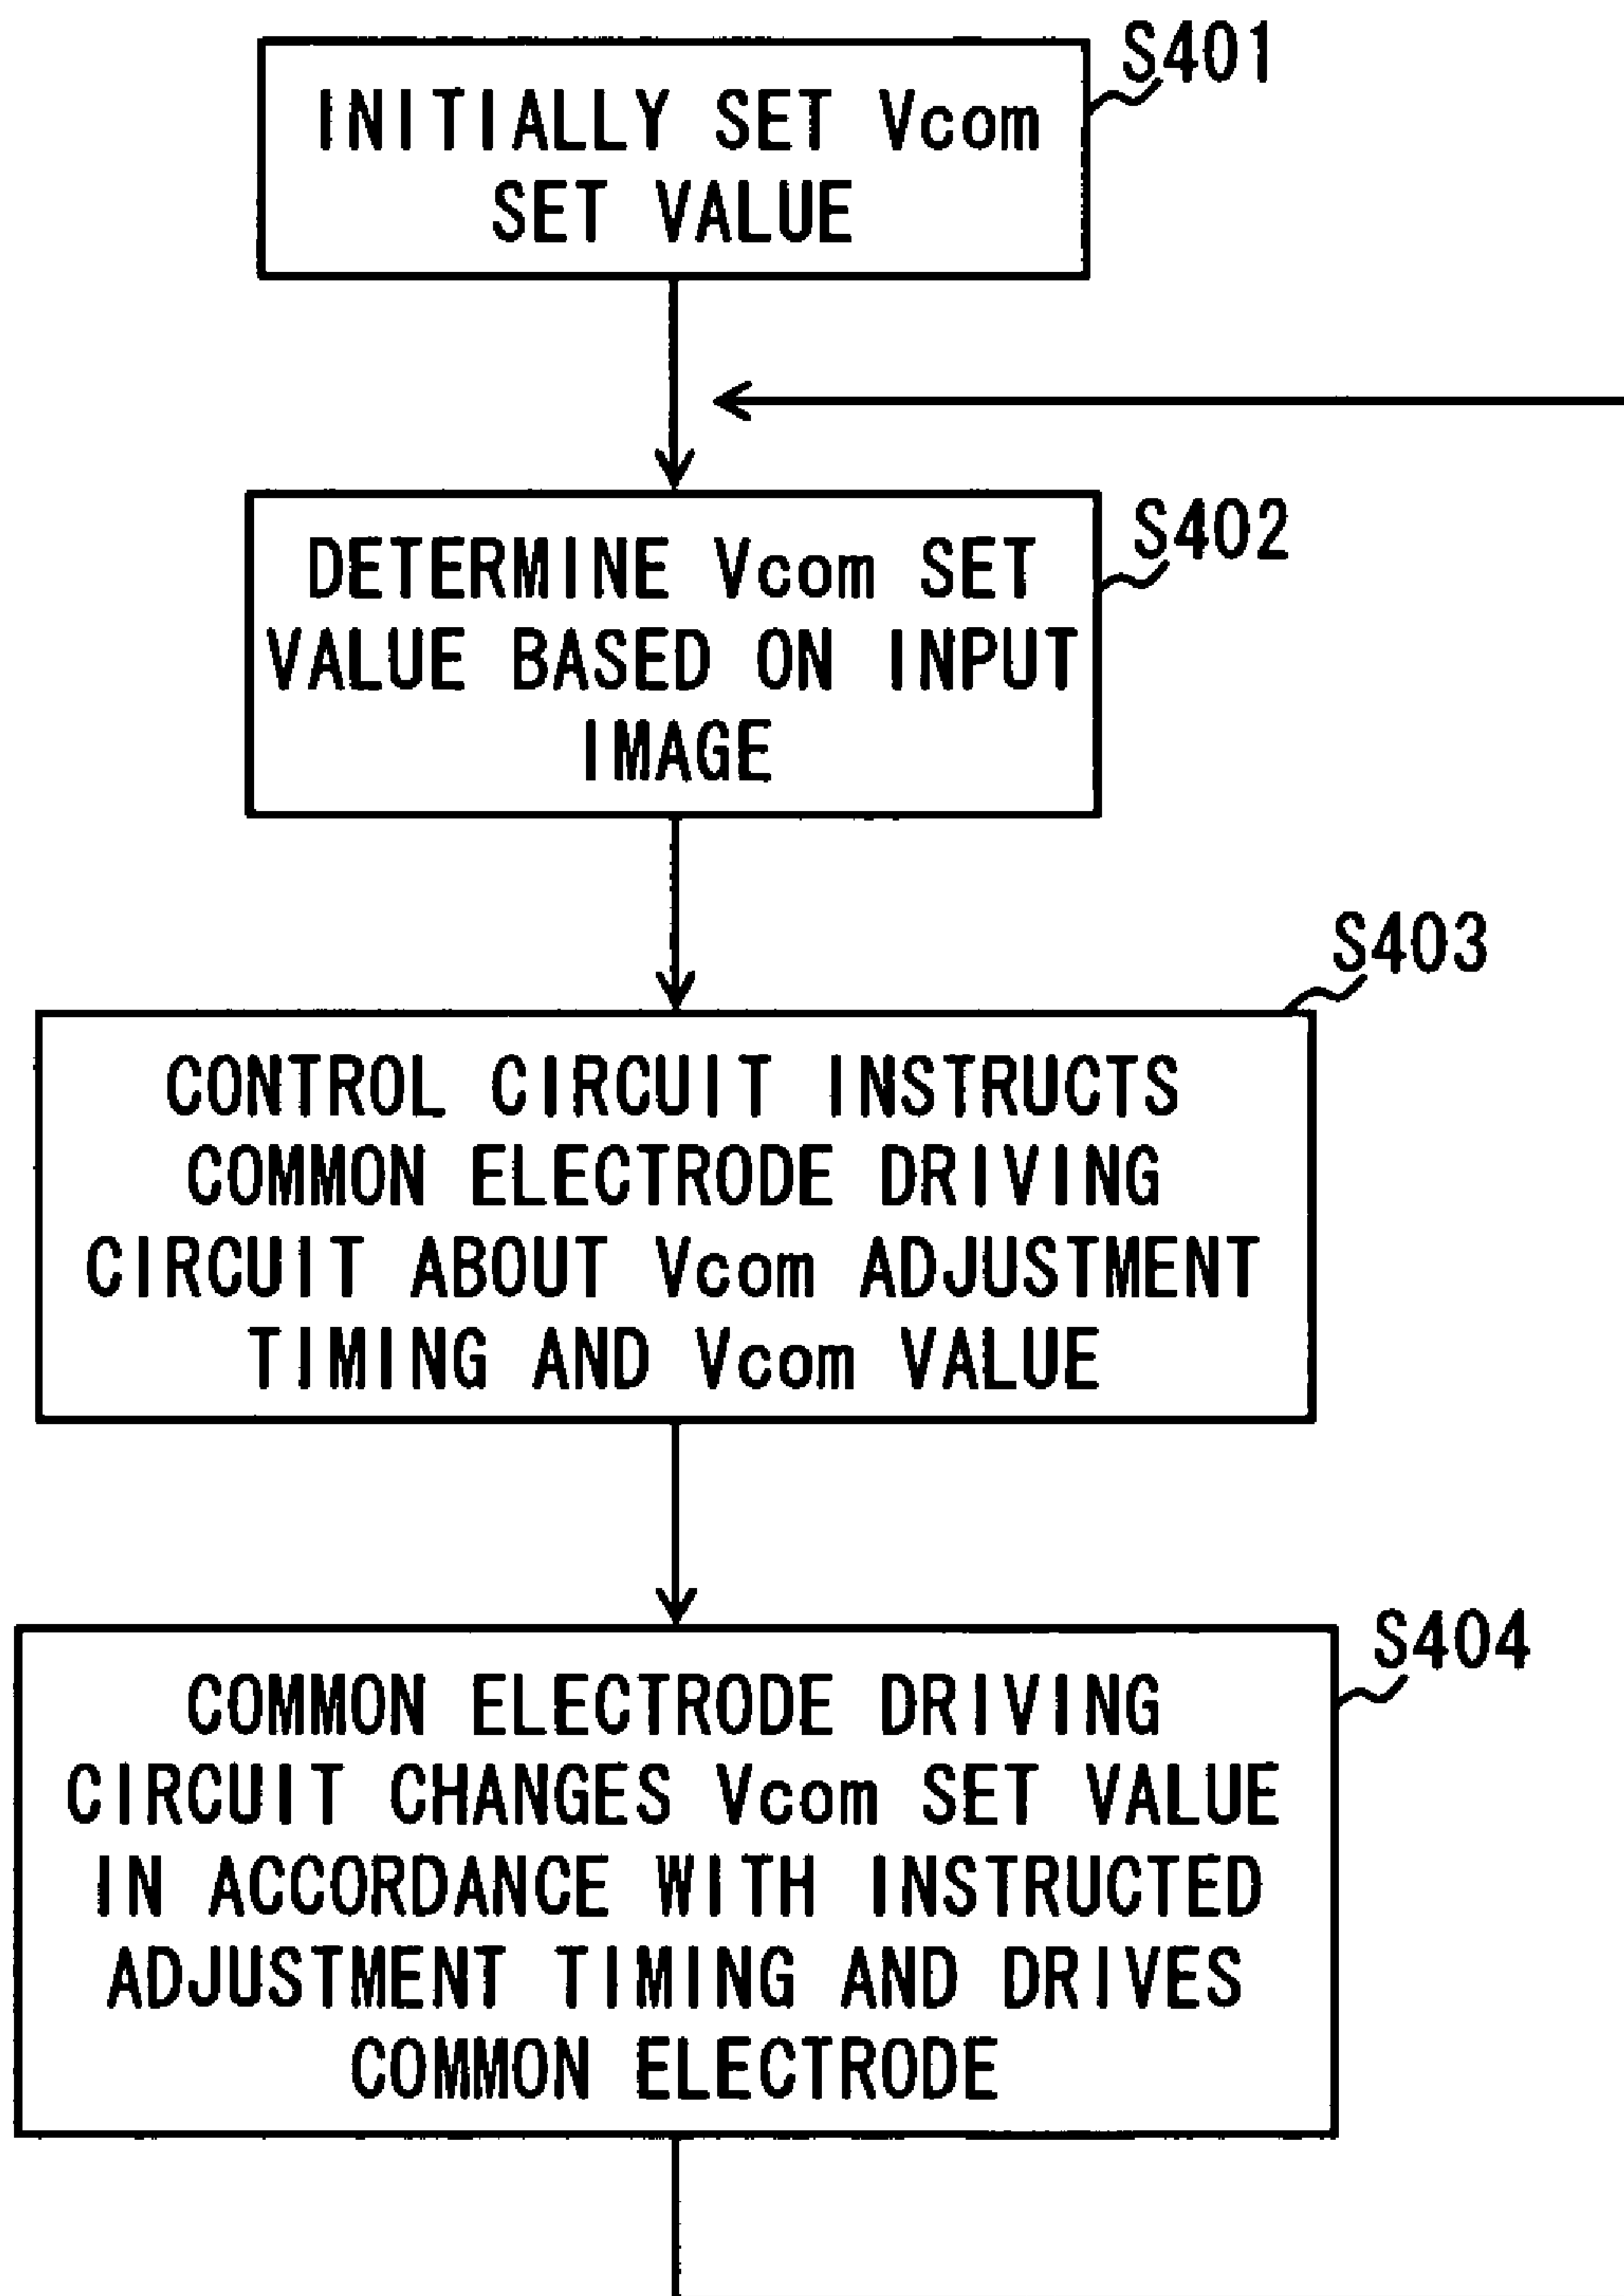 S401
INITIALLY SET Vcom
SET VALUE
S402
DETERMINE Vcom SET
VALUE BASED ON INPUT
IMAGE
S403
CONTROL CIRCUIT INSTRUCTS
COMMON ELECTRODE DRIVING
CIRCUIT ABOUT Vcom ADJUSTMENT
TIMING AND Vcom VALUE
S404
COMMON ELECTRODE DRIVING
CIRCUIT CHANGES Vcom SET VALUE
IN ACCORDANCE WITH INSTRUCTED
ADJUSTMENT TIMING AND DRIVES
COMMON ELECTRODE